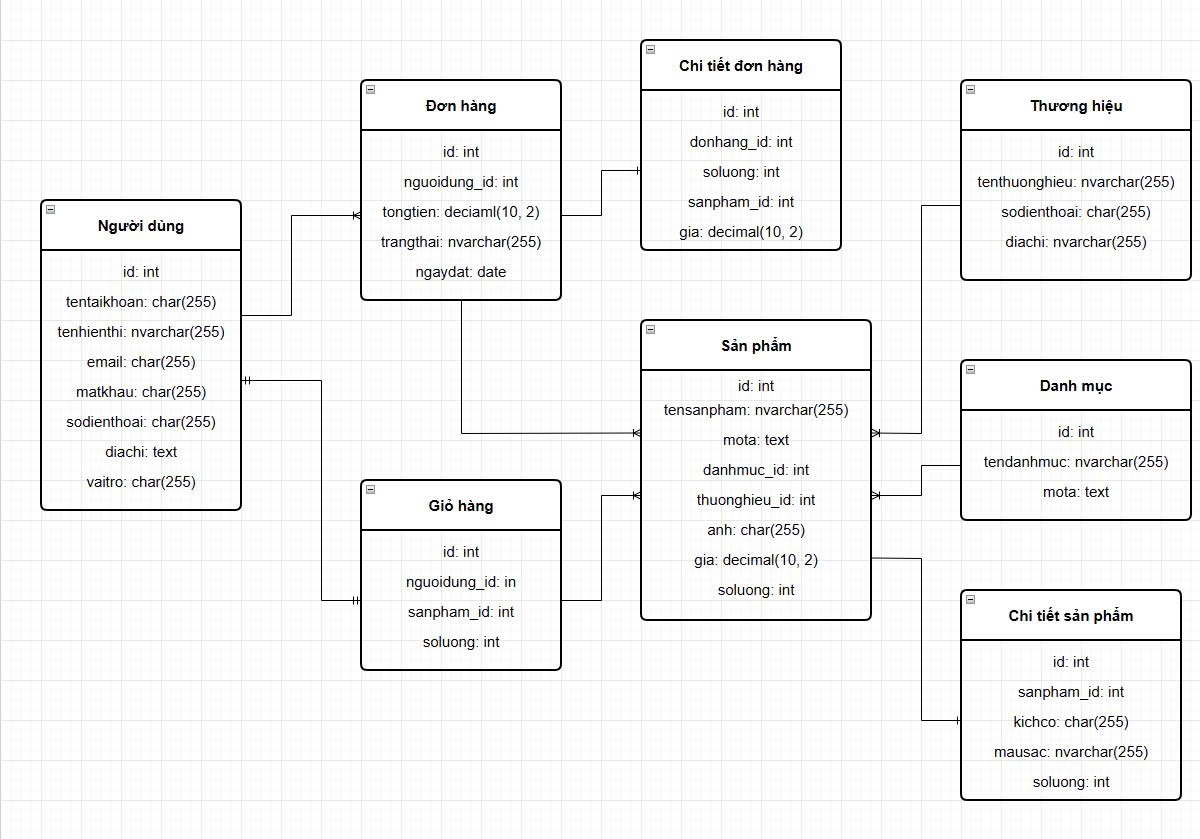 Người dùng
id: int
tentaikhoan: char(255)
tenhienthi: nvarchar(255)
email: char(255)
matkhau: char(255)
sodienthoai: char(255)
diachi: text
vaitro: char(255)
Đơn hàng
id: int
nguoidung_id: int
tongtien: deciaml(10, 2)
trangthai: nvarchar(255)
ngaydat: date
Giỏ hàng
id: int
nguoidung_id: in
sanpham_id: int
soluong: int
Chi tiết đơn hàng
id: int
donhang_id: int
soluong: int
sanpham_id: int
gia: decimal(10, 2)
Sản phẩm
id: int
tensanpham: nvarchar(255)
mota: text
danhmuc_id: int
thuonghieu_id: int
anh: char(255)
gia: decimal(10, 2)
soluong: int
Thương hiệu
id: int
tenthuonghieu: nvarchar(255)
sodienthoai: char(255)
diachi: nvarchar(255)
Danh mục
id: int
tendanhmuc: nvarchar(255)
mota: text
Chi tiết sản phẩm
id: int
sanpham_id: int
kichco: char(255)
mausac: nvarchar(255)
soluong: int